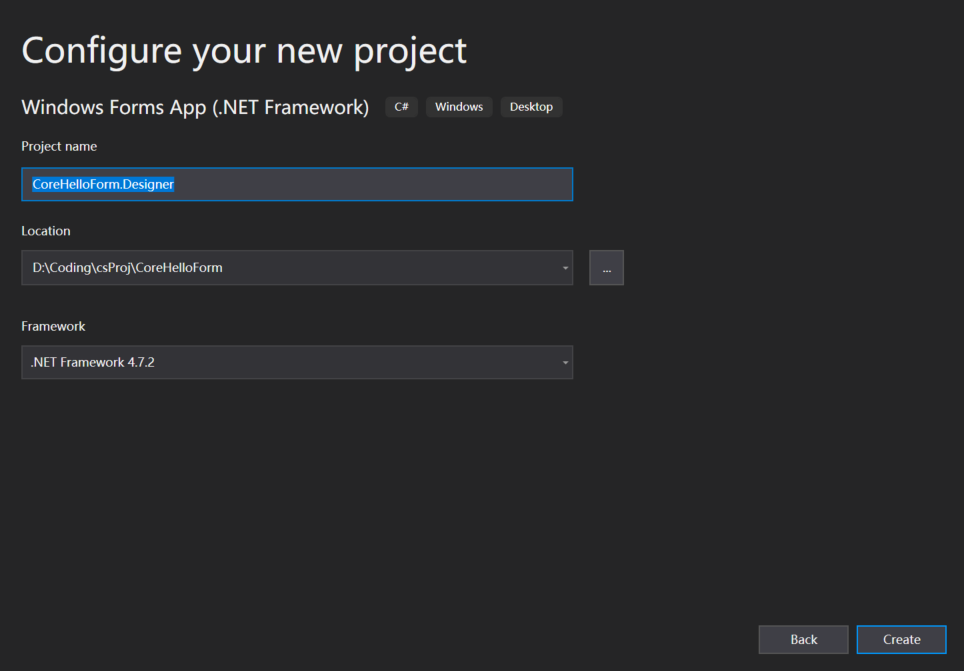 Configure your new project
Windows Forms App (.NET Framework) C# Windows Desktop
Project name
CoreHelloForm.Designer
Location
D:\Coding\csProj\CoreHelloForm
...
Framework
.NET Framework 4.7.2
Back Create